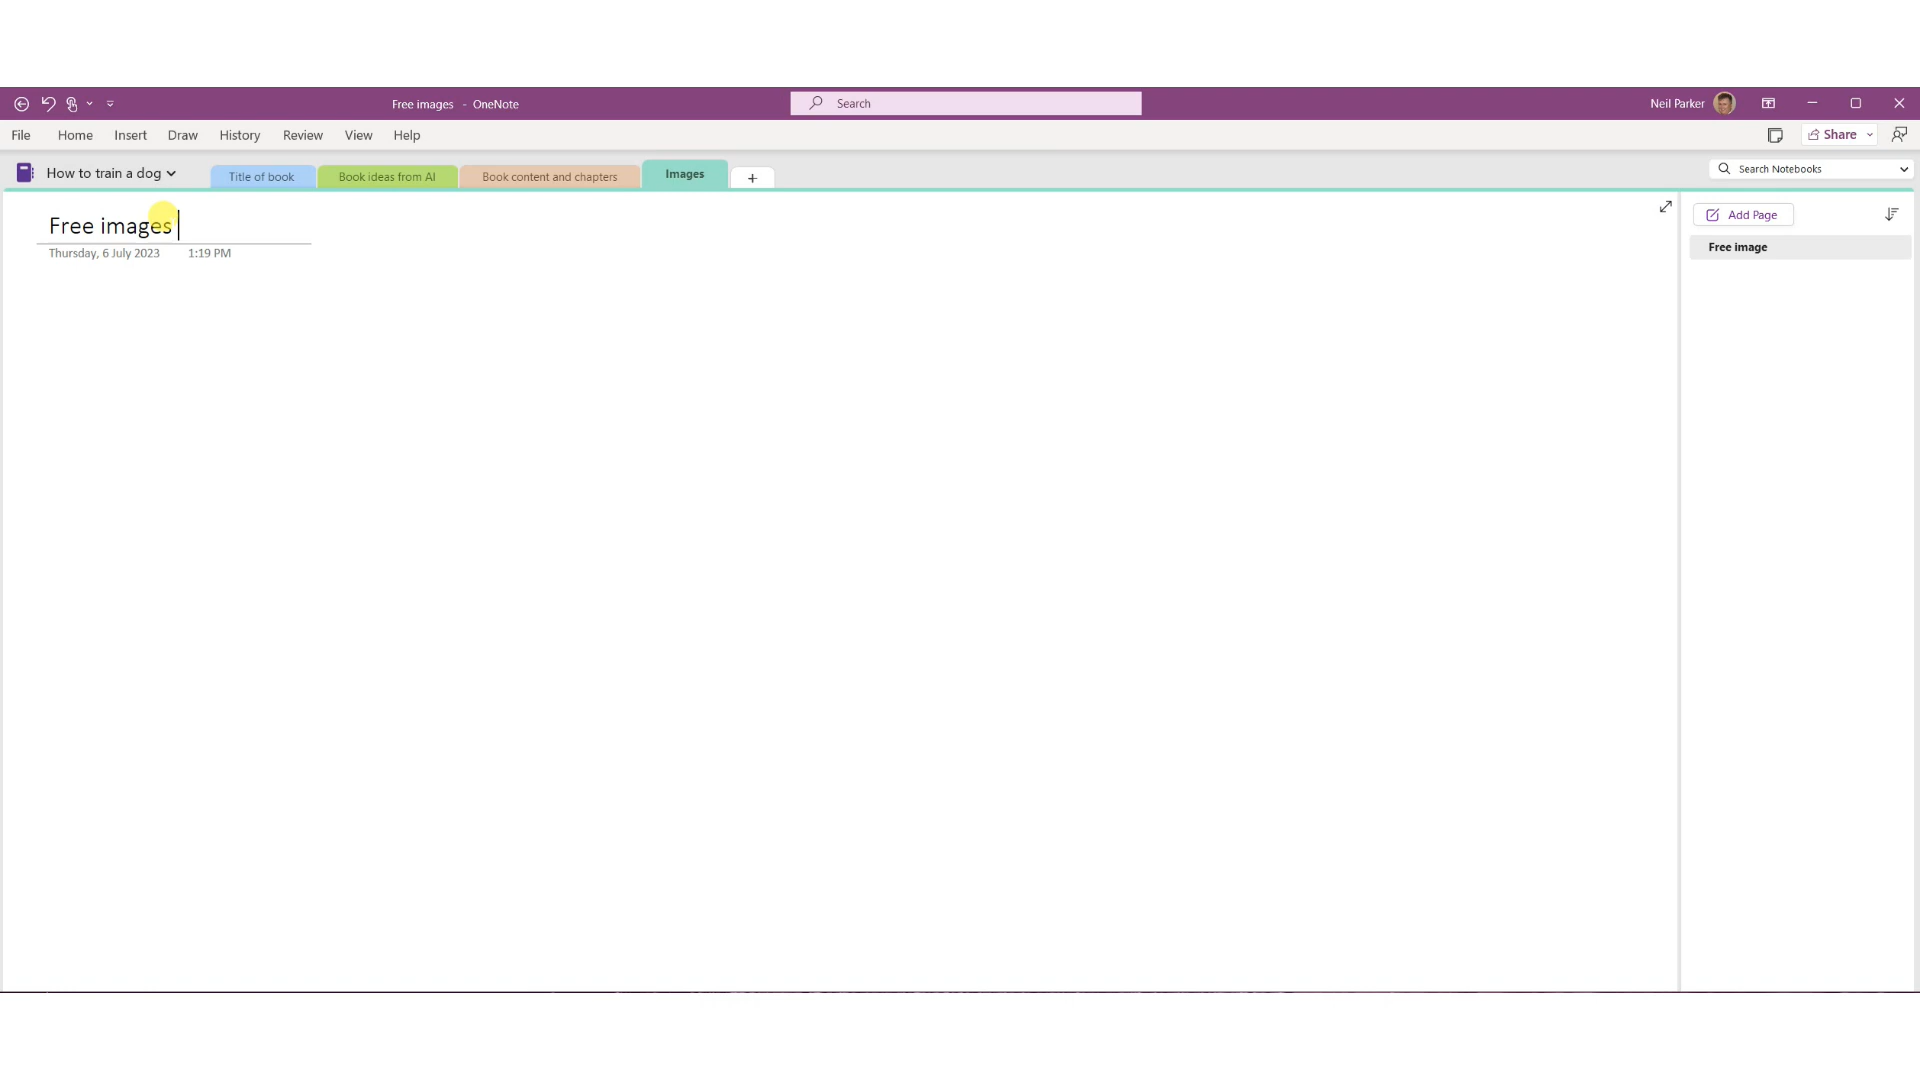 Free images - OneNote
Search
Neil Parker
File Home Insert Draw History Review View Help
Share
How to train a dog
Title of book
Book ideas from AI
Book content and chapters
Images
+
Search Notebooks
Free images
Thursday, 6 July 2023 1:19 PM
Add Page
Free image